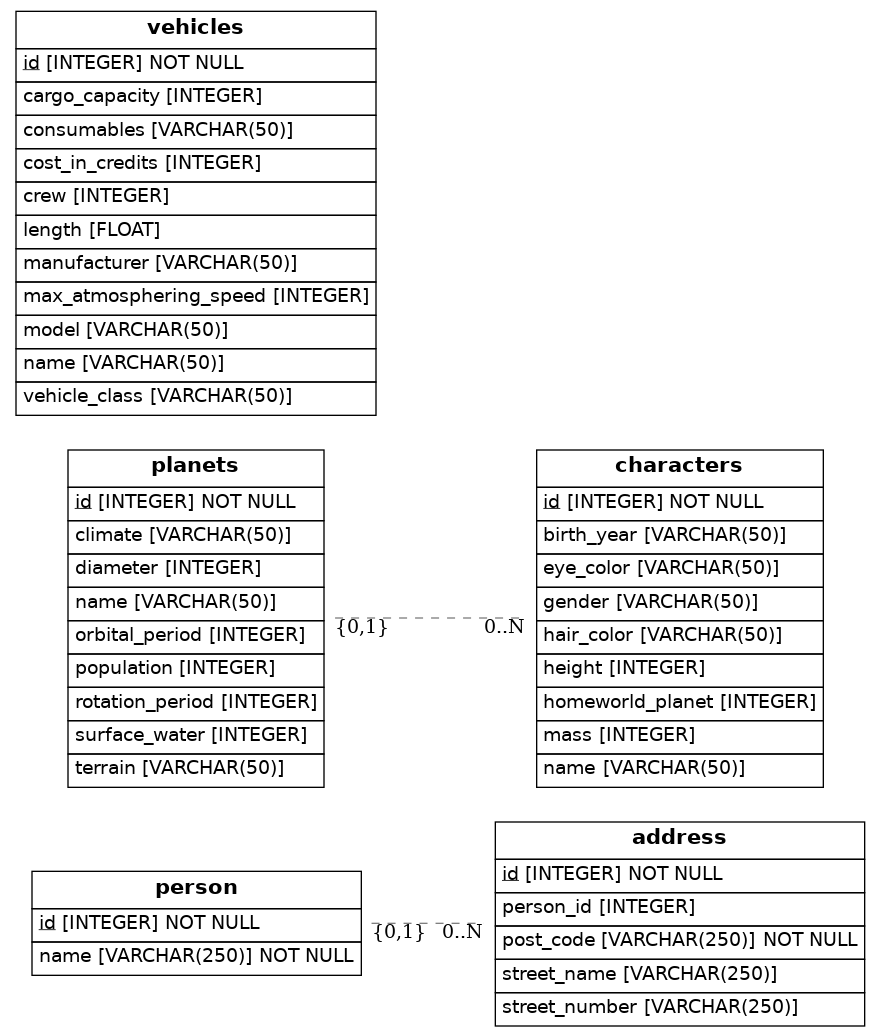 vehicles
id [INTEGER] NOT NULL
cargo_capacity [INTEGER]
consumables [VARCHAR(50)]
cost_in_credits [INTEGER]
crew [INTEGER]
length [FLOAT]
manufacturer [VARCHAR(50)]
max_atmosphering_speed [INTEGER]
model [VARCHAR(50)]
name [VARCHAR(50)]
vehicle_class [VARCHAR(50)]
planets
id [INTEGER] NOT NULL
climate [VARCHAR(50)]
diameter [INTEGER]
name [VARCHAR(50)]
orbital_period [INTEGER]
population [INTEGER]
rotation_period [INTEGER]
surface_water [INTEGER]
terrain [VARCHAR(50)]
{0,1} 0..N
characters
id [INTEGER] NOT NULL
birth_year [VARCHAR(50)]
eye_color [VARCHAR(50)]
gender [VARCHAR(50)]
hair_color [VARCHAR(50)]
height [INTEGER]
homeworld_planet [INTEGER]
mass [INTEGER]
name [VARCHAR(50)]
person
id [INTEGER] NOT NULL
name [VARCHAR(250)] NOT NULL
{0,1} 0..N
address
id [INTEGER] NOT NULL
person_id [INTEGER]
post_code [VARCHAR(250)] NOT NULL
street_name [VARCHAR(250)]
street_number [VARCHAR(250)]